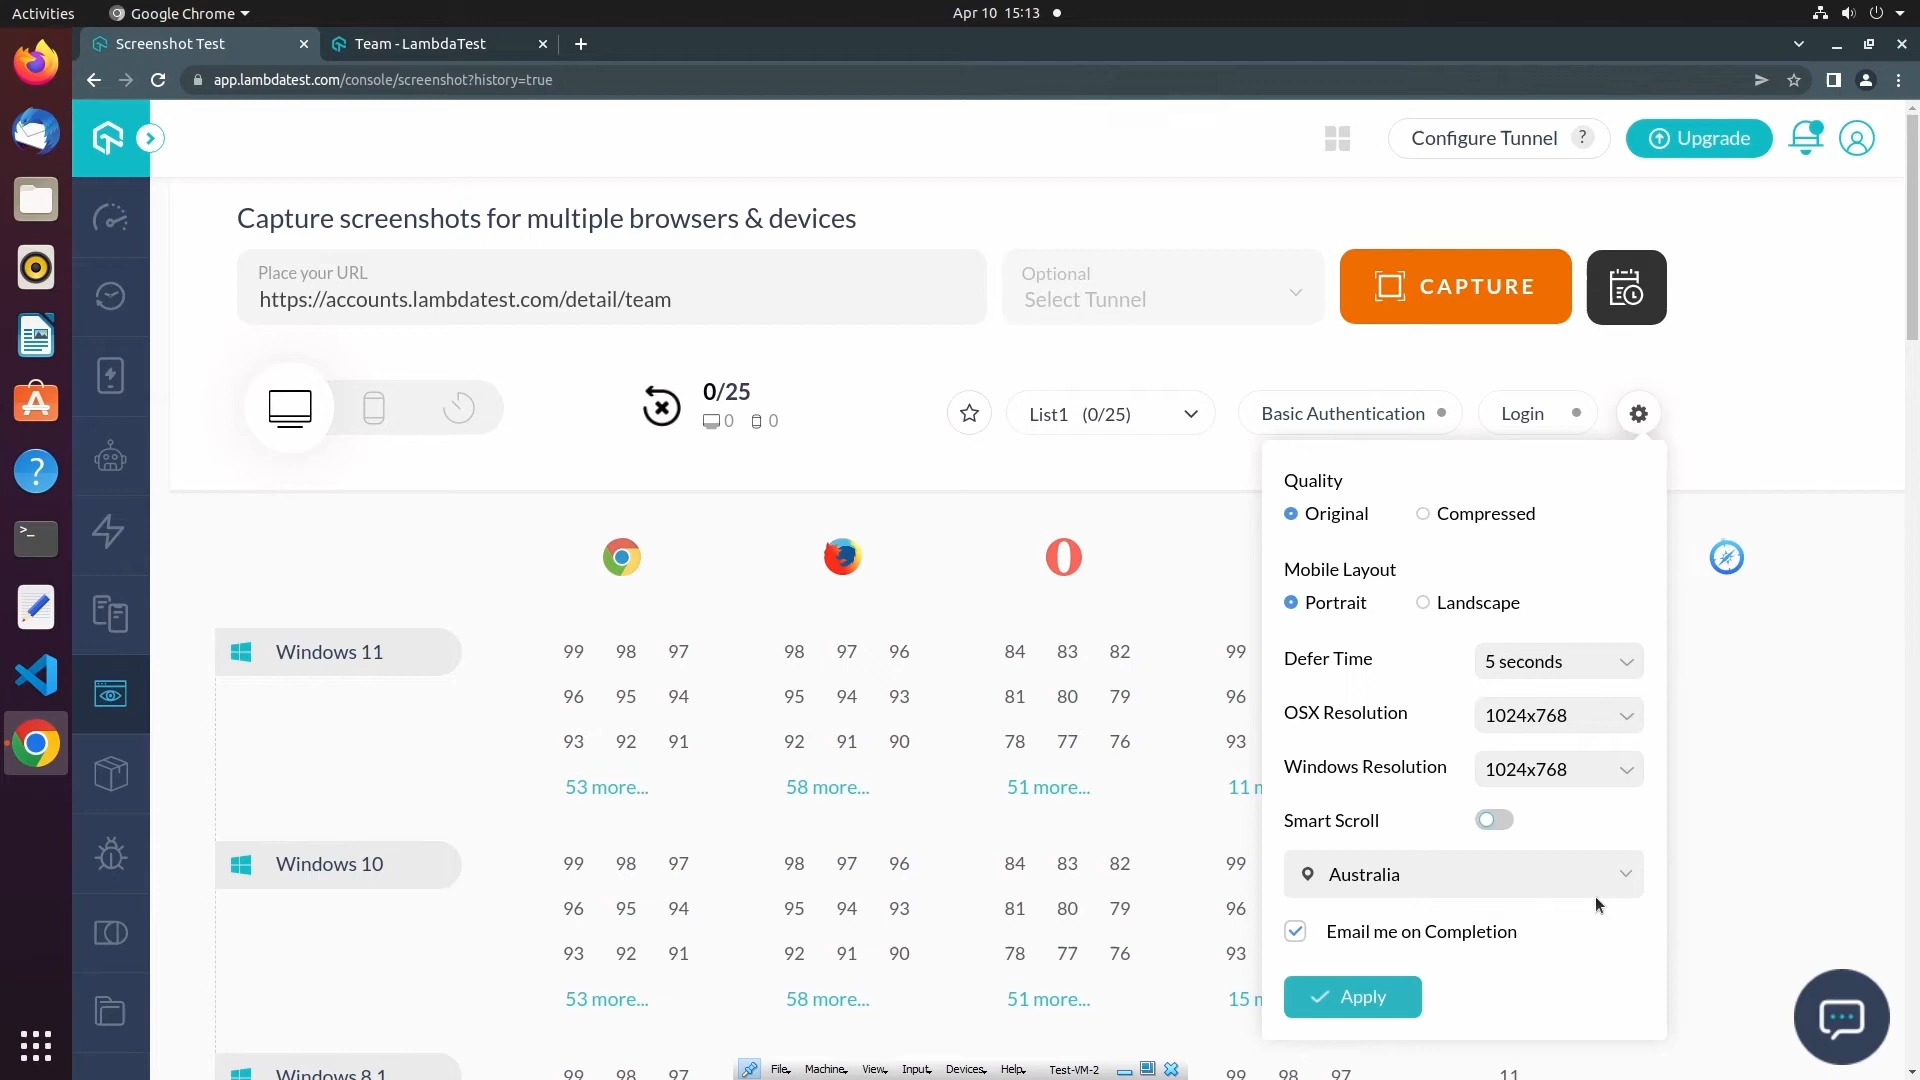 Activities
Google Chrome
Apr 10 15:13
Screenshot Test
Team - LambdaTest
app.lambdatest.com/console/screenshot?history=true
Configure Tunnel ?
Upgrade
Capture screenshots for multiple browsers & devices
Place your URL
https://accounts.lambdatest.com/detail/team
Optional
Select Tunnel
CAPTURE
0/25
0 0
List1 (0/25)
Basic Authentication
Login
Quality
Original Compressed
Mobile Layout
Portrait Landscape
Defer Time 5 seconds
OSX Resolution 1024x768
Windows Resolution 1024x768
Smart Scroll
Australia
Email me on Completion
Apply
Windows 11
99 98 97 98 97 96 84 83 82 99
96 95 94 95 94 93 81 80 79 96
93 92 91 92 91 90 78 77 76 93
53 more... 58 more... 51 more... 11 m
Windows 10
99 98 97 98 97 96 84 83 82 99
96 95 94 95 94 93 81 80 79 96
93 92 91 92 91 90 78 77 76 93
53 more... 58 more... 51 more... 15 m
Windows 8.1
99 98 97 99 98 97 11
File Machine View Input Devices Help Test-VM-2